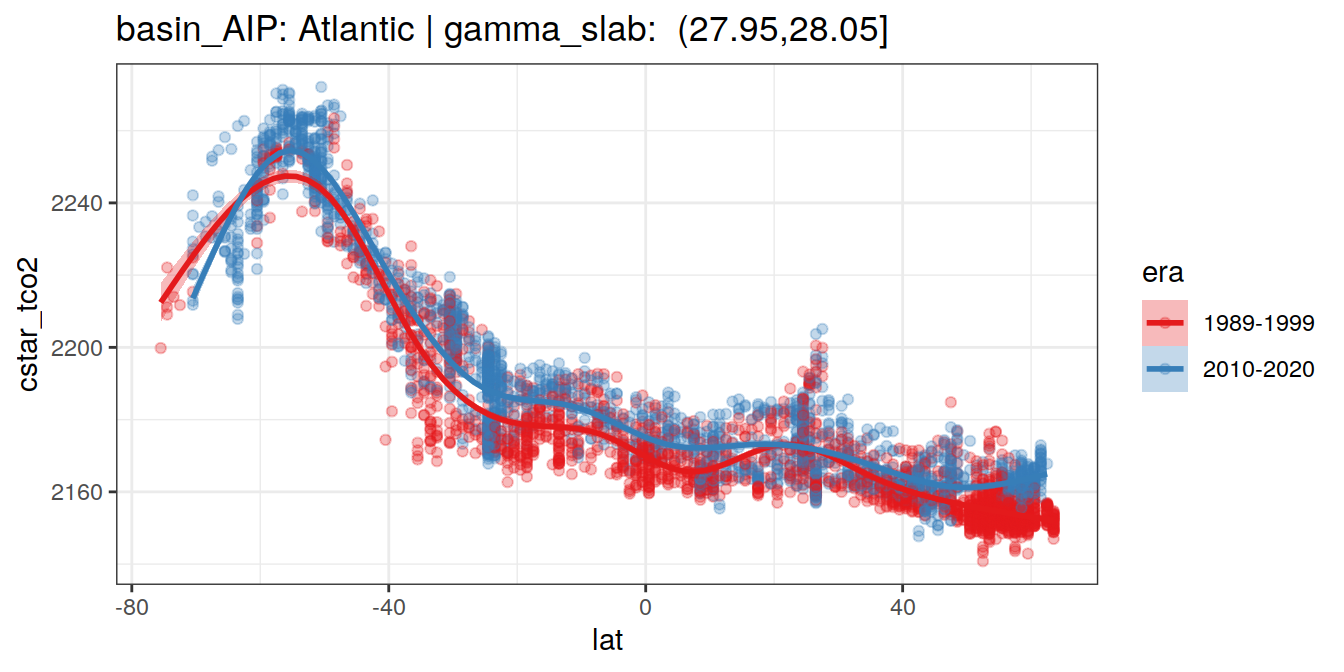 basin_AIP: Atlantic | gamma_slab:  (27.95,28.05]
cstar_tco2
2240
2200
2160
-80
-40
0
40
lat
era
1989-1999
2010-2020